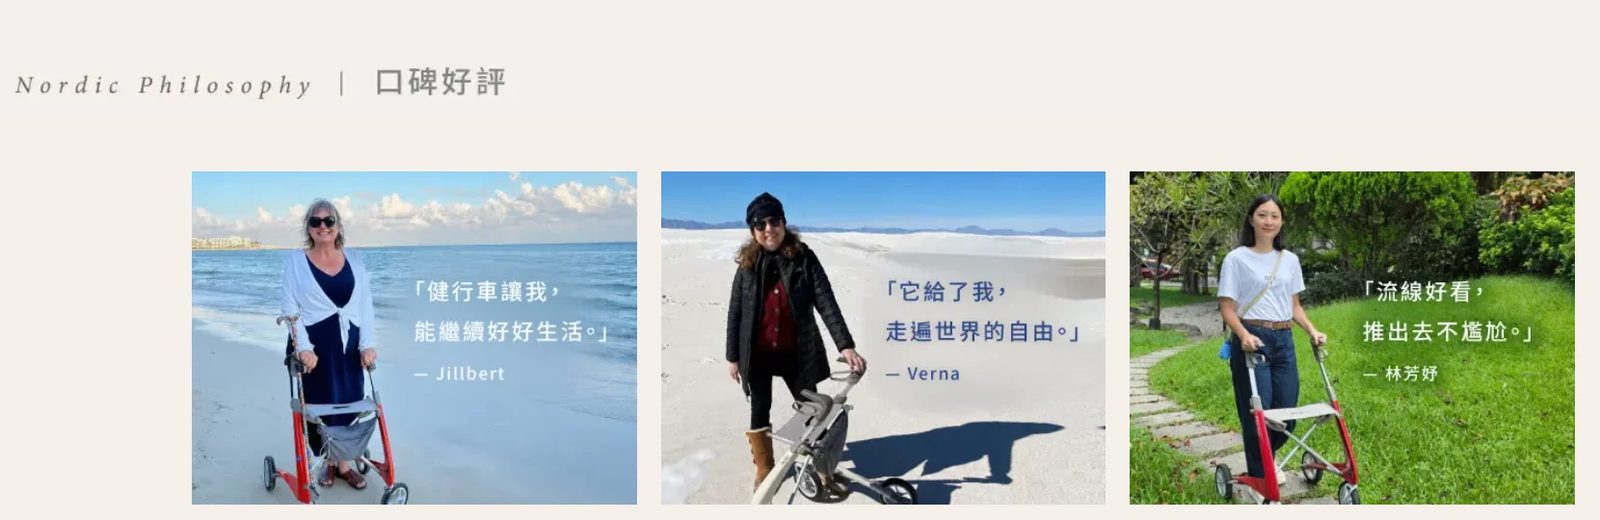 Nordic Philosophy | 口碑好評
「健行車讓我，
能繼續好好生活。」
— Jillbert
「它給了我，
走遍世界的自由。」
— Verna
「流線好看，
推出去不尷尬。」
— 林芳妤